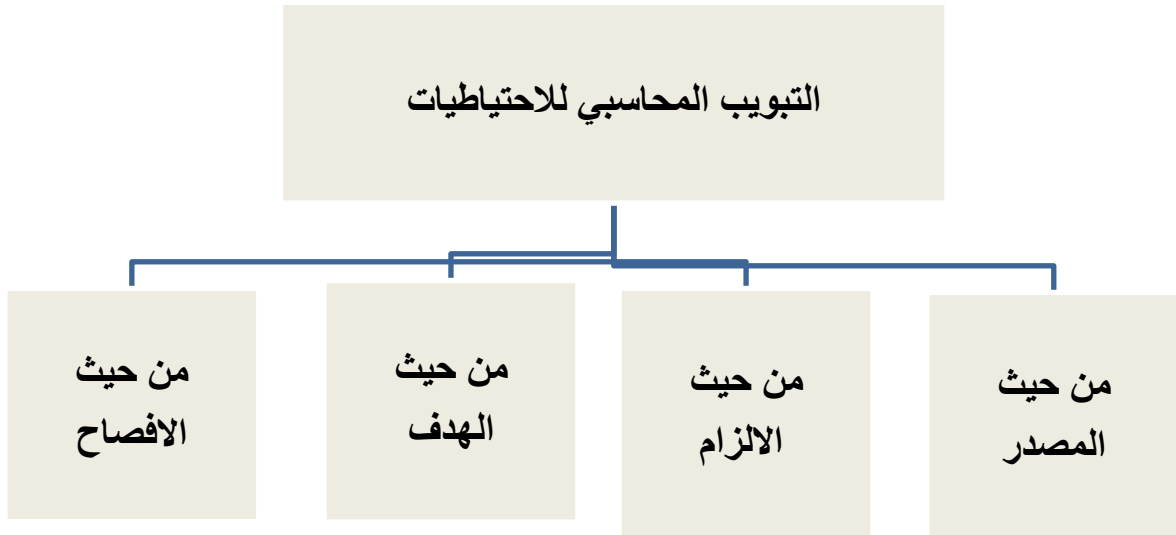 التبويب المحاسبي للاحتياطيات
من حيث
المصدر
من حيث
الالزام
من حيث
الهدف
من حيث
الافصاح